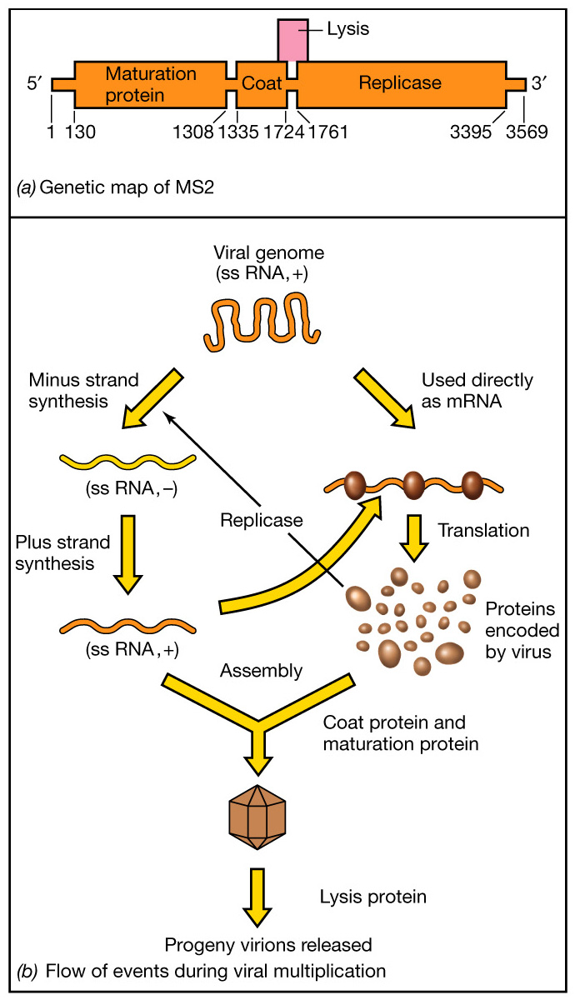 Lysis
5′
Maturation
protein
Coat
Replicase
3′
1 130 1308 1335 1724 1761 3395 3569
(a) Genetic map of MS2
Viral genome
(ss RNA, +)
Minus strand
synthesis
Used directly
as mRNA
(ss RNA, –)
Replicase
Translation
Plus strand
synthesis
Proteins
encoded
by virus
(ss RNA, +)
Assembly
Coat protein and
maturation protein
Lysis protein
Progeny virions released
(b) Flow of events during viral multiplication